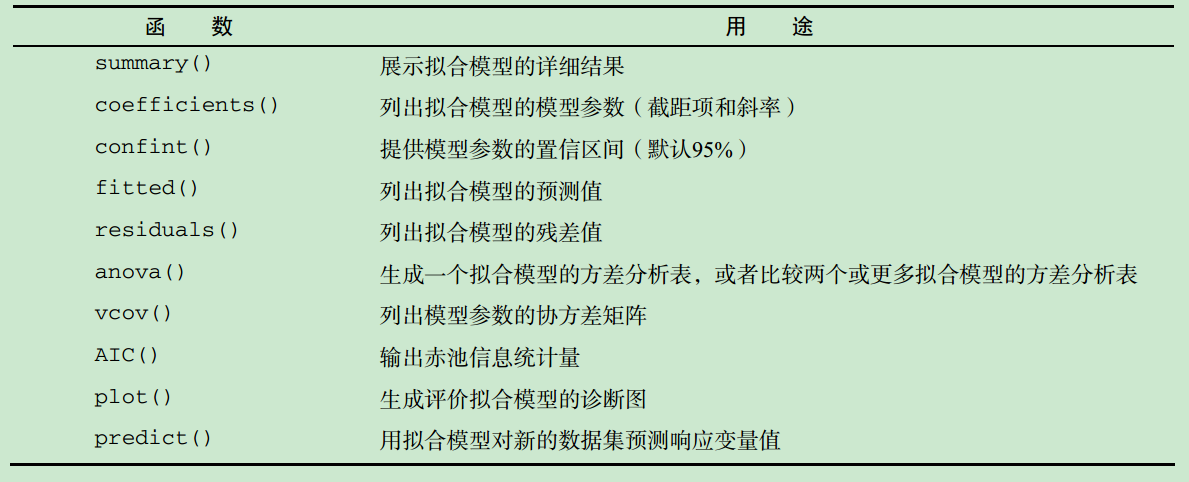 函 数 用 途
summary() 展示拟合模型的详细结果
coefficients() 列出拟合模型的模型参数（截距项和斜率）
confint() 提供模型参数的置信区间（默认95%）
fitted() 列出拟合模型的预测值
residuals() 列出拟合模型的残差值
anova() 生成一个拟合模型的方差分析表，或者比较两个或更多拟合模型的方差分析表
vcov() 列出模型参数的协方差矩阵
AIC() 输出赤池信息统计量
plot() 生成评价拟合模型的诊断图
predict() 用拟合模型对新的数据集预测响应变量值